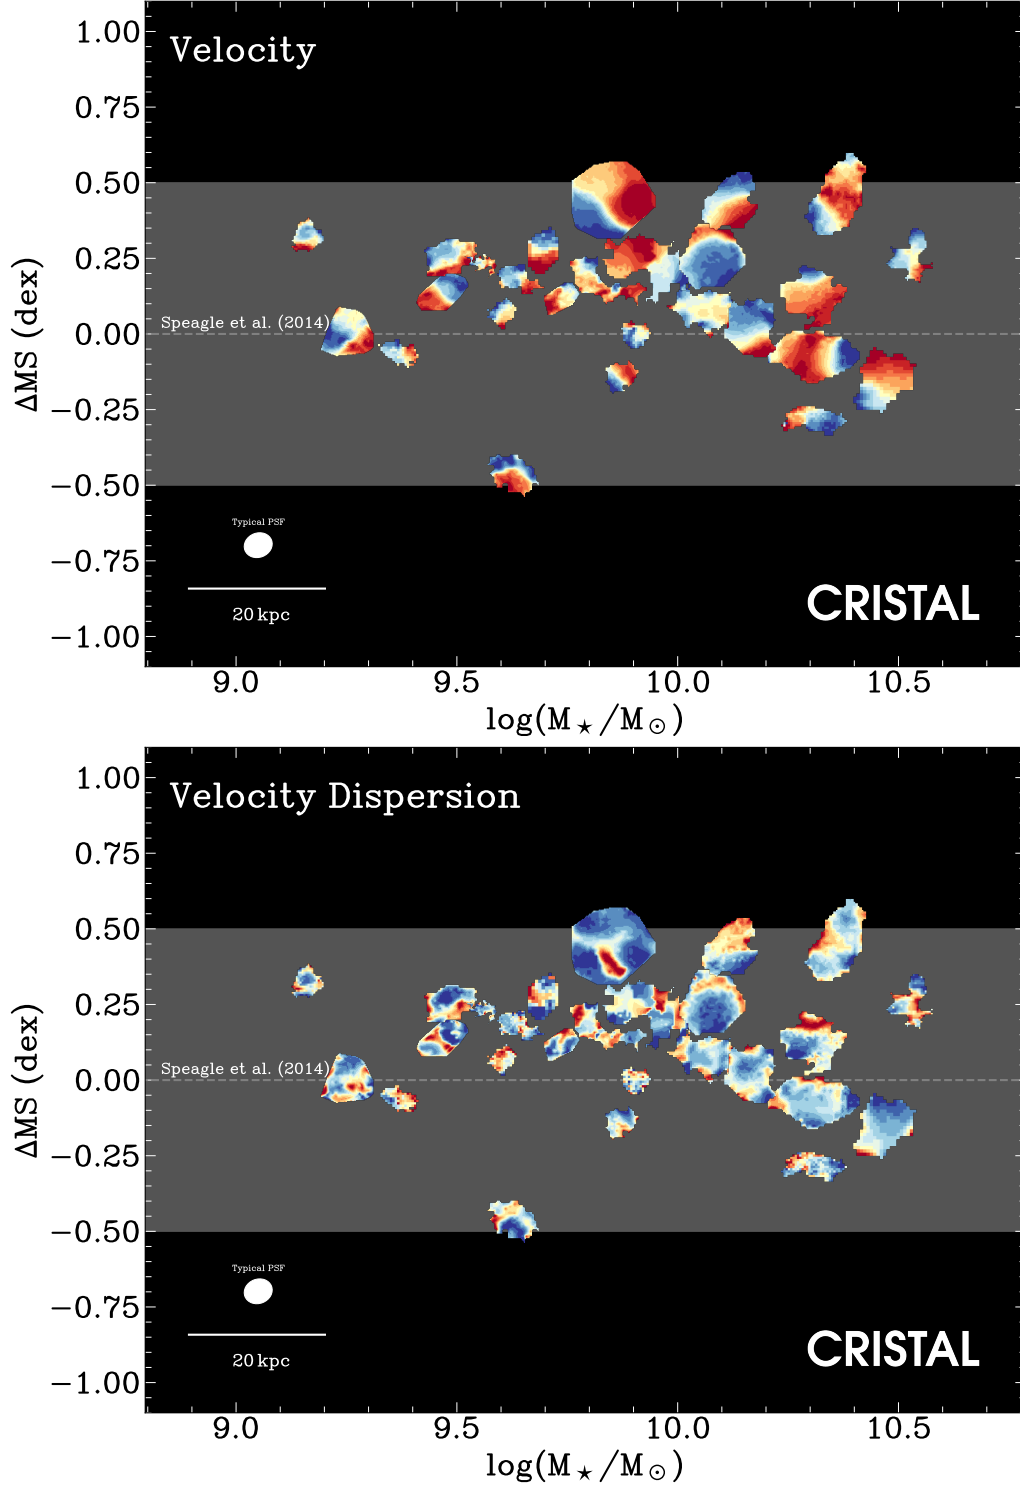 1.00
Velocity
0.75
0.50
0.25
Speagle et al. (2014)
0.00
ΔMS (dex)
−0.25
−0.50
Typical PSF
−0.75
20 kpc
CRISTAL
−1.00
9.0 9.5 10.0 10.5
log(M⋆/M⊙)
1.00
Velocity Dispersion
0.75
0.50
0.25
Speagle et al. (2014)
0.00
ΔMS (dex)
−0.25
−0.50
Typical PSF
−0.75
20 kpc
CRISTAL
−1.00
9.0 9.5 10.0 10.5
log(M⋆/M⊙)